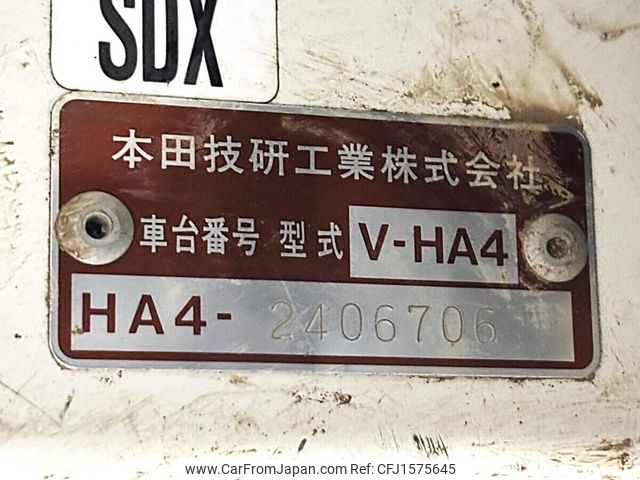 SDX
本田技研工業株式会社
車台番号 型式 V-HA4
HA4- 2406706
www.CarFromJapan.com Ref: CFJ1575645